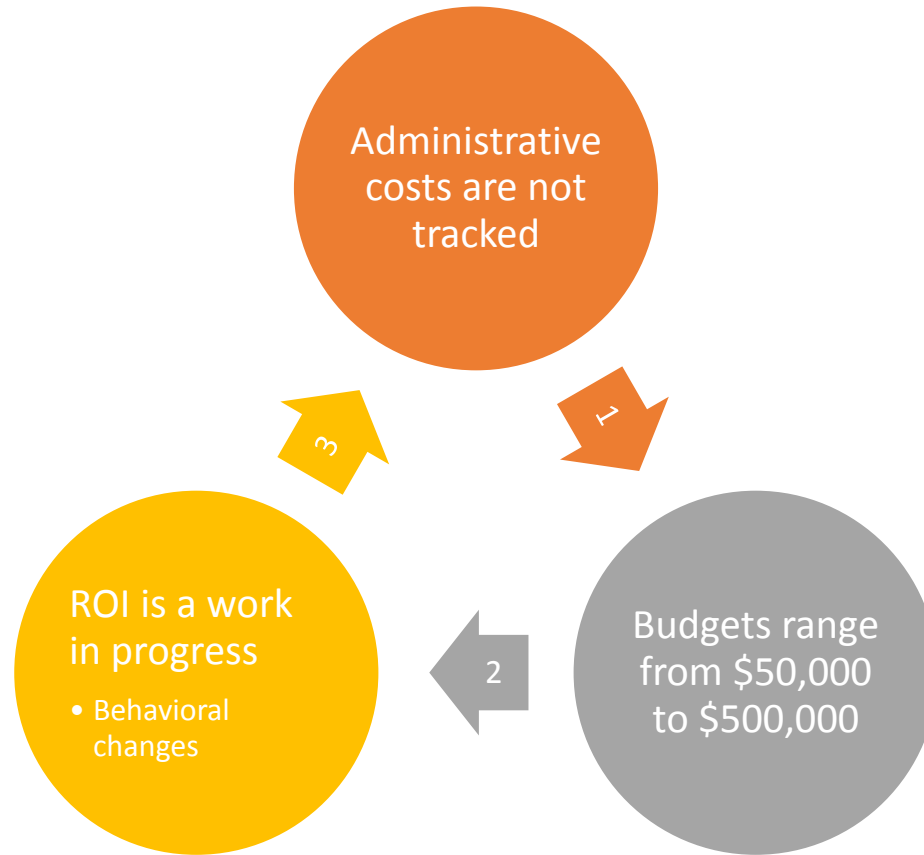 Administrative
costs are not
tracked
1
Budgets range
from $50,000
to $500,000
2
ROI is a work
in progress
• Behavioral
changes
3